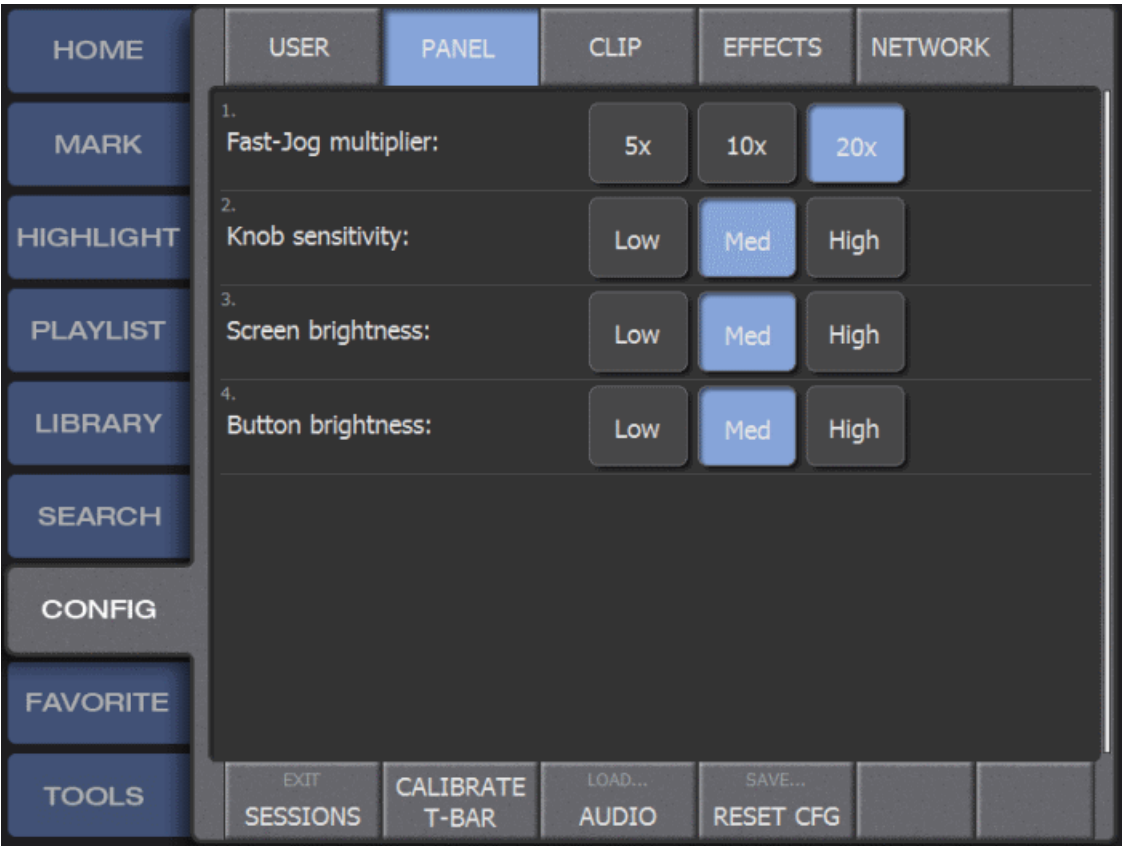 HOME
MARK
HIGHLIGHT
PLAYLIST
LIBRARY
SEARCH
CONFIG
FAVORITE
TOOLS
USER PANEL CLIP EFFECTS NETWORK
1.
Fast-Jog multiplier: 5x 10x 20x
2.
Knob sensitivity: Low Med High
3.
Screen brightness: Low Med High
4.
Button brightness: Low Med High
EXIT
SESSIONS
CALIBRATE
T-BAR
LOAD...
AUDIO
SAVE...
RESET CFG